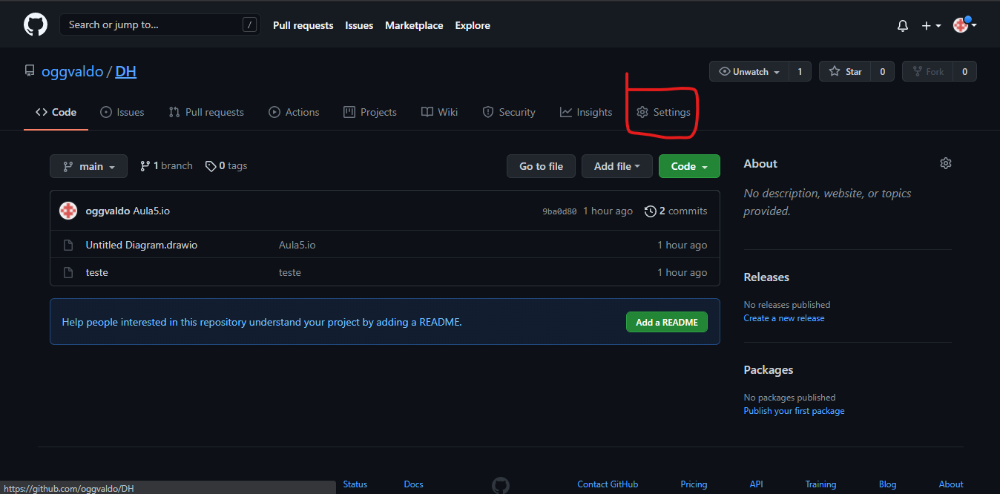 Search or jump to... / Pull requests Issues Marketplace Explore
oggvaldo / DH Unwatch 1 Star 0 Fork 0
Code Issues Pull requests Actions Projects Wiki Security Insights Settings
main 1 branch 0 tags Go to file Add file Code
oggvaldo Aula5.io 9ba0d80 1 hour ago 2 commits
Untitled Diagram.drawio Aula5.io 1 hour ago
teste teste 1 hour ago
Help people interested in this repository understand your project by adding a README. Add a README
About
No description, website, or topics
provided.
Releases
No releases published
Create a new release
Packages
No packages published
Publish your first package
Status Docs Contact GitHub Pricing API Training Blog About
https://github.com/oggvaldo/DH